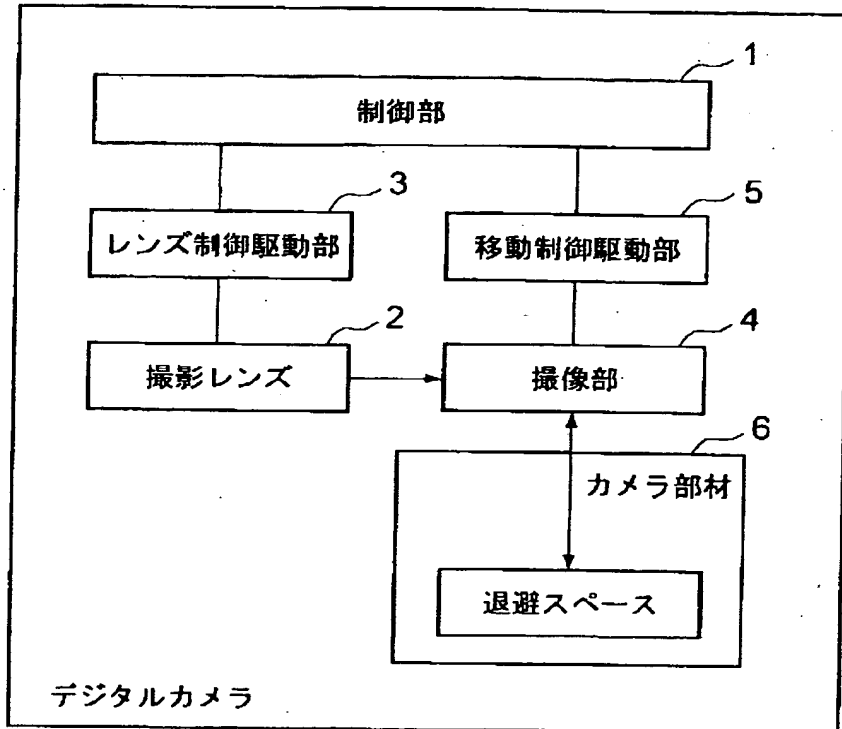 1
制御部
3
5
レンズ制御駆動部
移動制御駆動部
2
4
撮影レンズ
撮像部
6
カメラ部材
退避スペース
デジタルカメラ